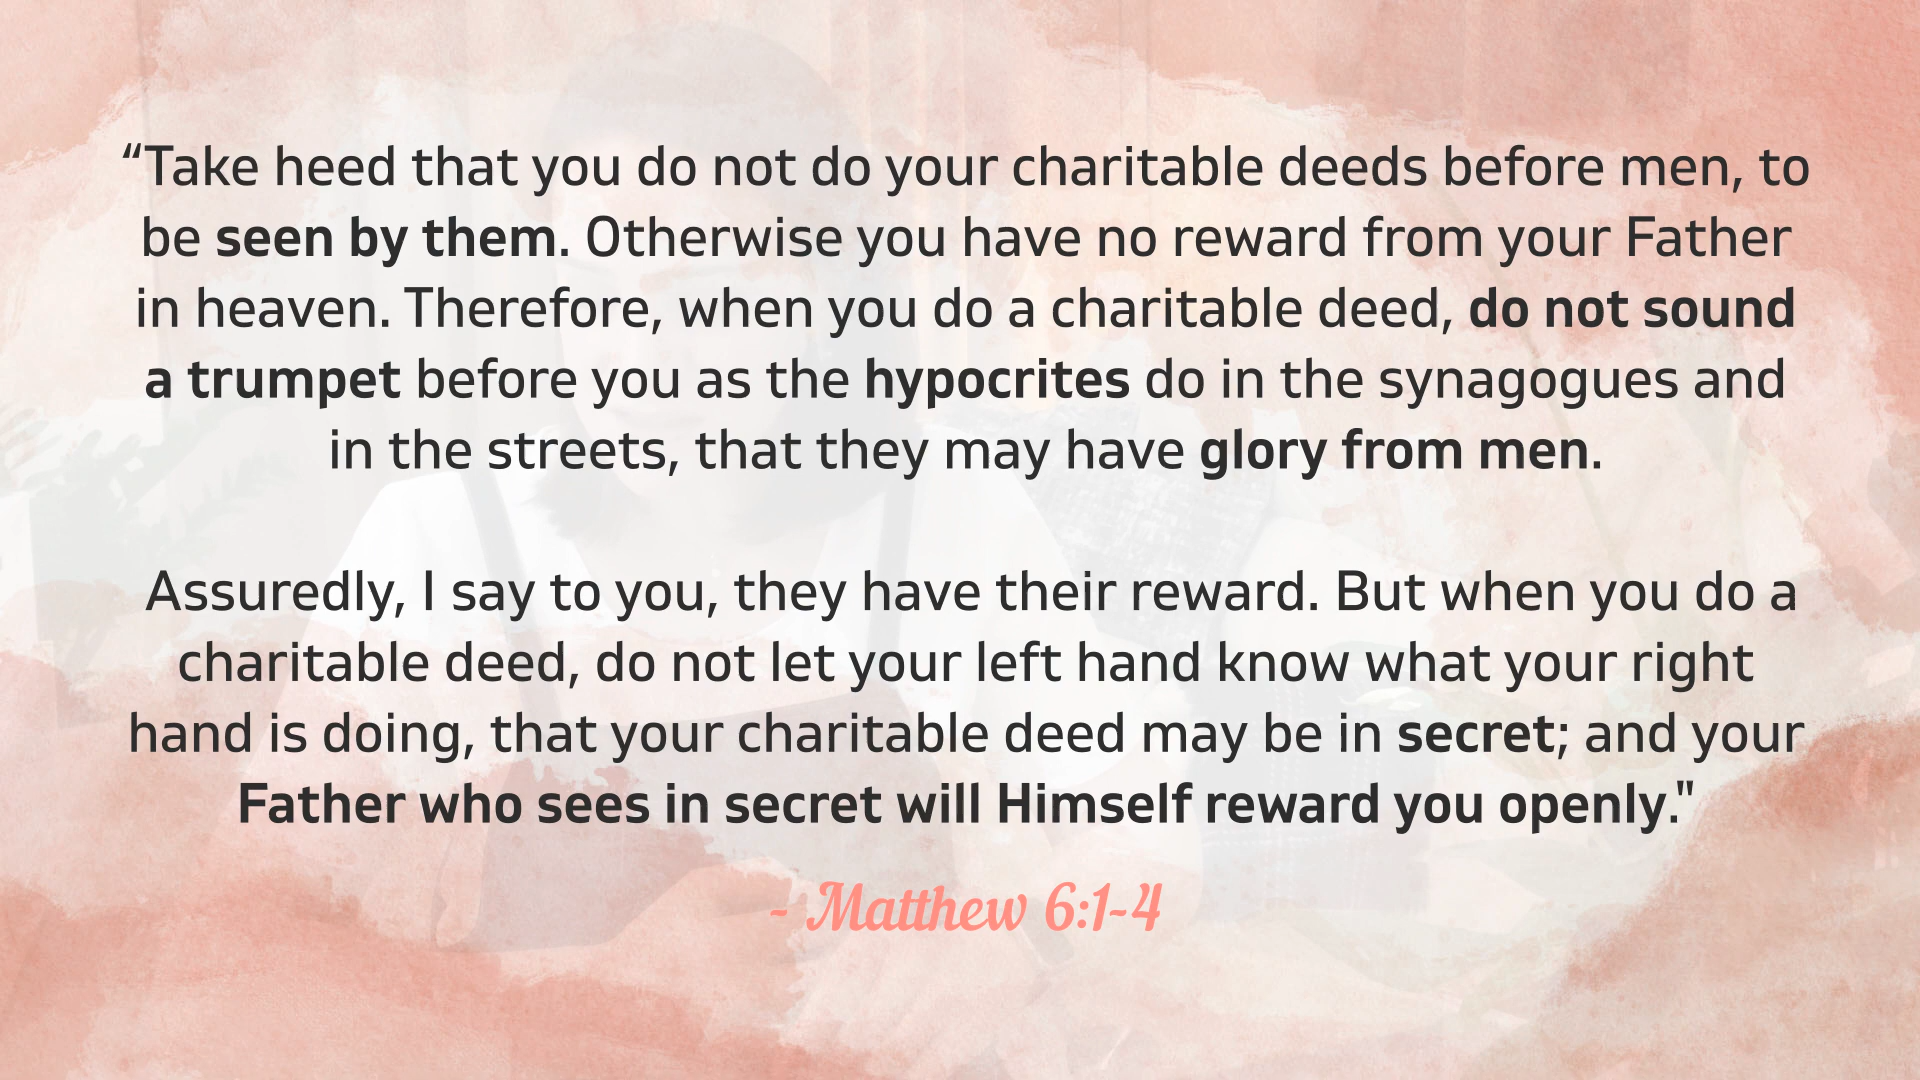 “Take heed that you do not do your charitable deeds before men, to
be seen by them. Otherwise you have no reward from your Father
in heaven. Therefore, when you do a charitable deed, do not sound
a trumpet before you as the hypocrites do in the synagogues and
in the streets, that they may have glory from men.
Assuredly, I say to you, they have their reward. But when you do a
charitable deed, do not let your left hand know what your right
hand is doing, that your charitable deed may be in secret; and your
Father who sees in secret will Himself reward you openly."
- Matthew 6:1-4